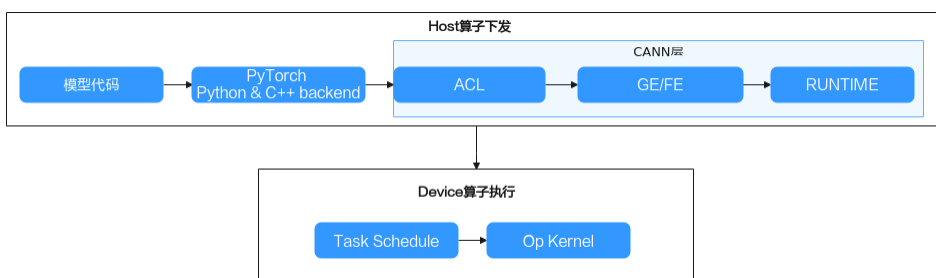 Host算子下发
CANN层
模型代码
PyTorch
Python & C++ backend
ACL
GE/FE
RUNTIME
Device算子执行
Task Schedule
Op Kernel